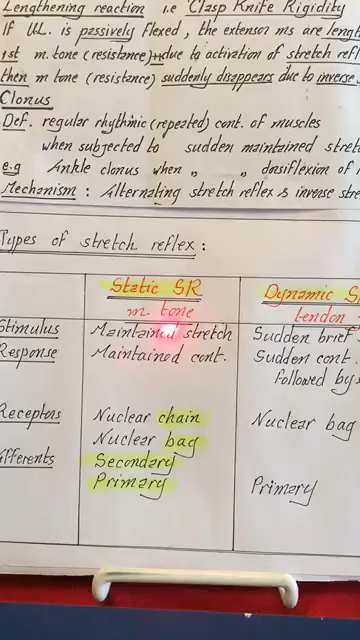 Lengthening reaction i.e Clasp Knife Rigidity
If UL. is passively flexed, the extensor ms are
1st m. tone (resistance) due to activation of stretch
then m tone (resistance) suddenly disappears due to inverse
Clonus
Def. regular rhythmic (repeated) cont. of muscles
when subjected to sudden maintained
e.g Ankle clonus when " " dorsiflexion of
Mechanism : Alternating stretch reflex & inverse
Types of stretch reflex :
Static SR Dynamic
m. tone tendon
Stimulus Maintained stretch Sudden brief
Response Maintained cont. Sudden cont.
followed by
Receptors Nuclear chain Nuclear bag
Nuclear bag
Afferents Secondary
Primary Primary